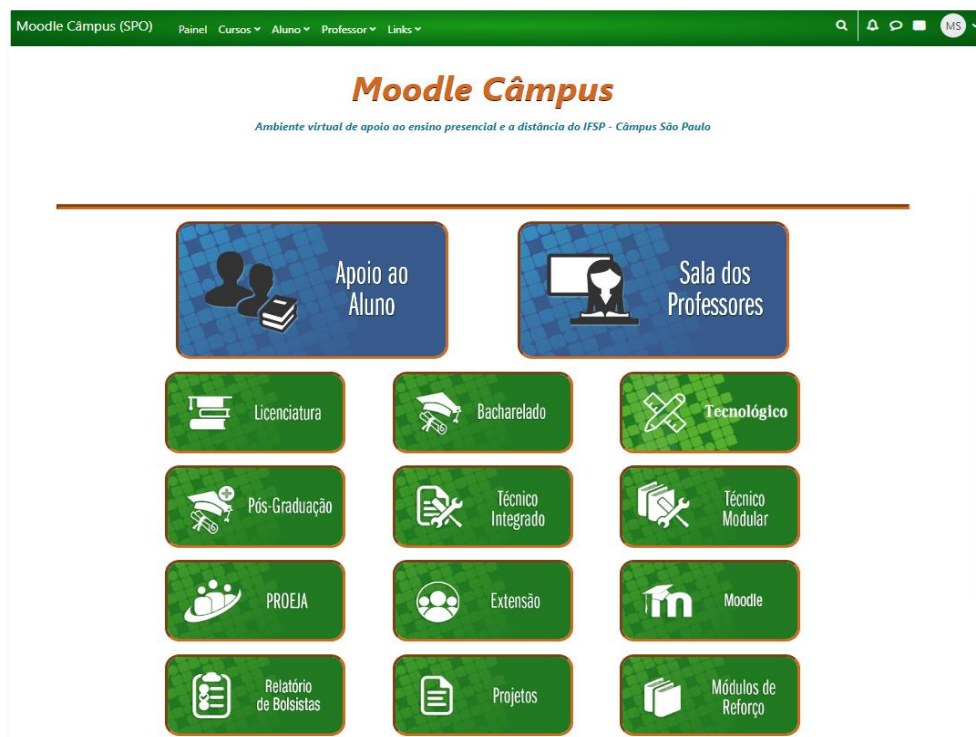 Moodle Câmpus (SPO) Painel Cursos Aluno Professor Links MS
Moodle Câmpus
Ambiente virtual de apoio ao ensino presencial e a distância do IFSP - Câmpus São Paulo
Apoio ao
Aluno
Sala dos
Professores
Licenciatura
Bacharelado
Tecnológico
Pós-Graduação
Técnico
Integrado
Técnico
Modular
PROEJA
Extensão
m
Moodle
Relatório
de Bolsistas
Projetos
Módulos de
Reforço